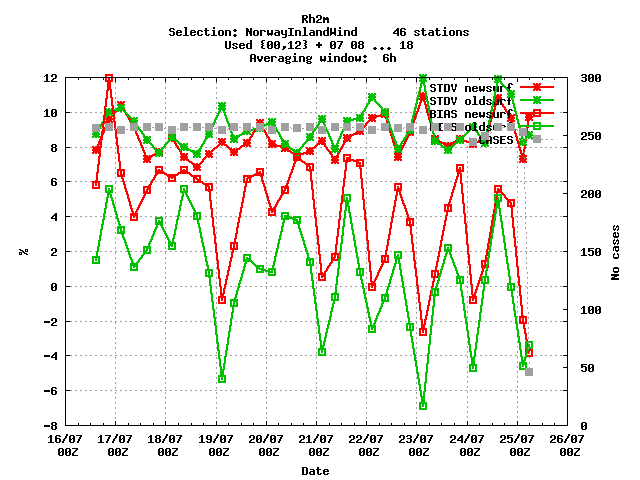 Rh2m
Selection: NorwayInlandWind     46 stations
Used {00,12} + 07 08 ... 18
Averaging window:  6h
STDV newsurf
STDV oldsurf
BIAS newsurf
BIAS oldsurf
CASES
12
10
8
6
4
2
0
-2
-4
-6
-8
%
300
250
200
150
100
50
0
No cases
16/07 17/07 18/07 19/07 20/07 21/07 22/07 23/07 24/07 25/07 26/07
00Z 00Z 00Z 00Z 00Z 00Z 00Z 00Z 00Z 00Z 00Z
Date